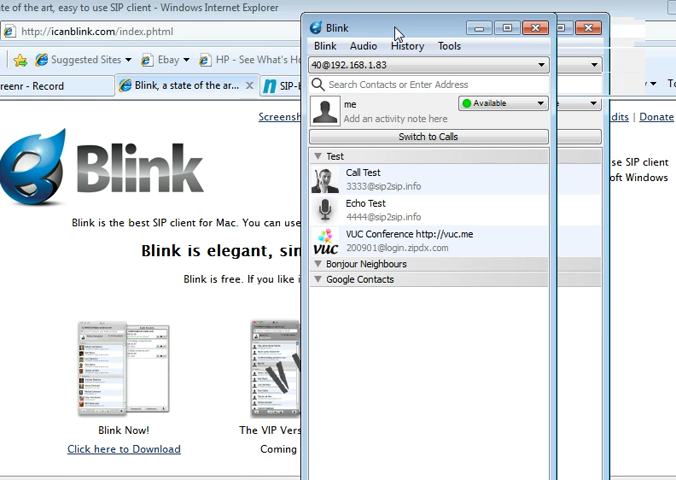 ate of the art, easy to use SIP client - Windows Internet Explorer
http://icanblink.com/index.phtml
Suggested Sites
Ebay
HP - See What's Ho
eenr - Record
Blink, a state of the ar...
SIP-E
Screensh
dits | Donate
Blink
Blink is the best SIP client for Mac. You can use
se SIP client
oft Windows
Blink is elegant, sim
Blink is free. If you like i
Blink Now!
Click here to Download
The VIP Vers
Coming
Blink
Blink Audio History Tools
40@192.168.1.83
Search Contacts or Enter Address
me
Available
Add an activity note here
Switch to Calls
Test
Call Test
3333@sip2sip.info
Echo Test
4444@sip2sip.info
VUC Conference http://vuc.me
200901@login.zipdx.com
vuc
Bonjour Neighbours
Google Contacts